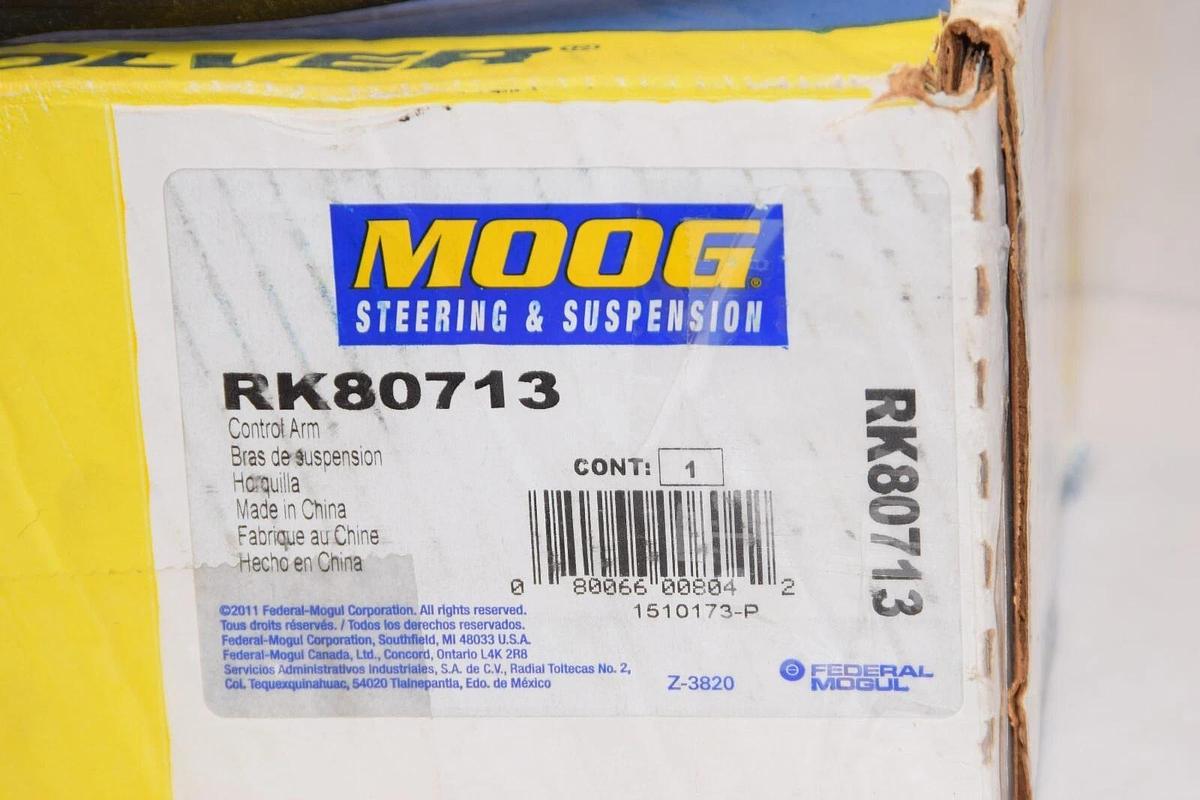 OLVER®
MOOG®
STEERING & SUSPENSION
RK80713
Control Arm
Bras de suspension
Horquilla
Made in China
Fabrique au Chine
Hecho en China
CONT: 1
0 80066 00804 2
1510173-P
RK80713
©2011 Federal-Mogul Corporation. All rights reserved.
Tous droits réservés. / Todos los derechos reservados.
Federal-Mogul Corporation, Southfield, MI 48033 U.S.A.
Federal-Mogul Canada, Ltd., Concord, Ontario L4K 2R8
Servicios Administrativos Industriales, S.A. de C.V., Radial Toltecas No. 2,
Col. Tequexquinahuac, 54020 Tlalnepantla, Edo. de México
Z-3820
FEDERAL
MOGUL